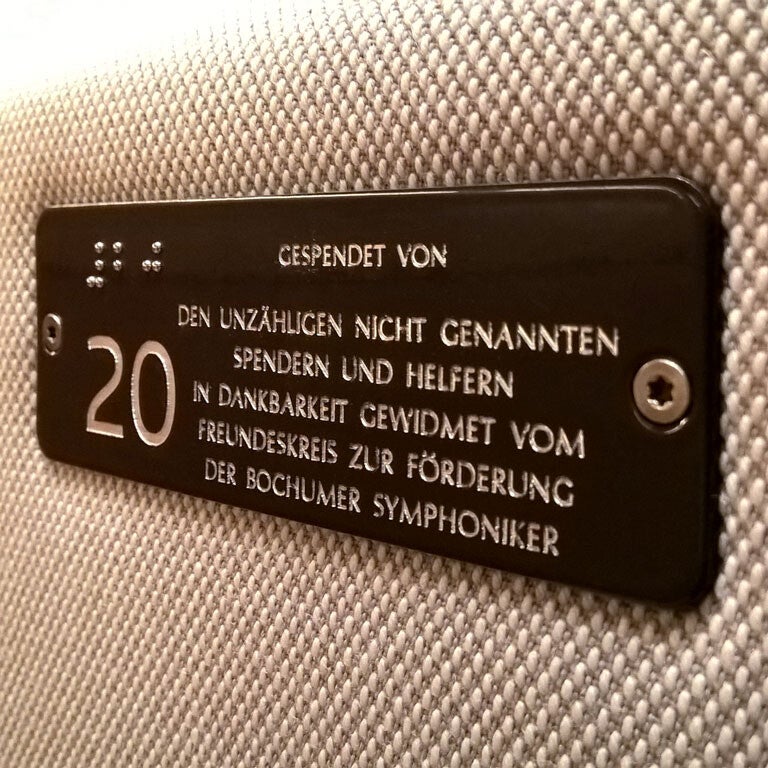 GESPENDET VON
DEN UNZÄHLIGEN NICHT GENANNTEN
SPENDERN UND HELFERN
20
IN DANKBARKEIT GEWIDMET VOM
FREUNDESKREIS ZUR FÖRDERUNG
DER BOCHUMER SYMPHONIKER